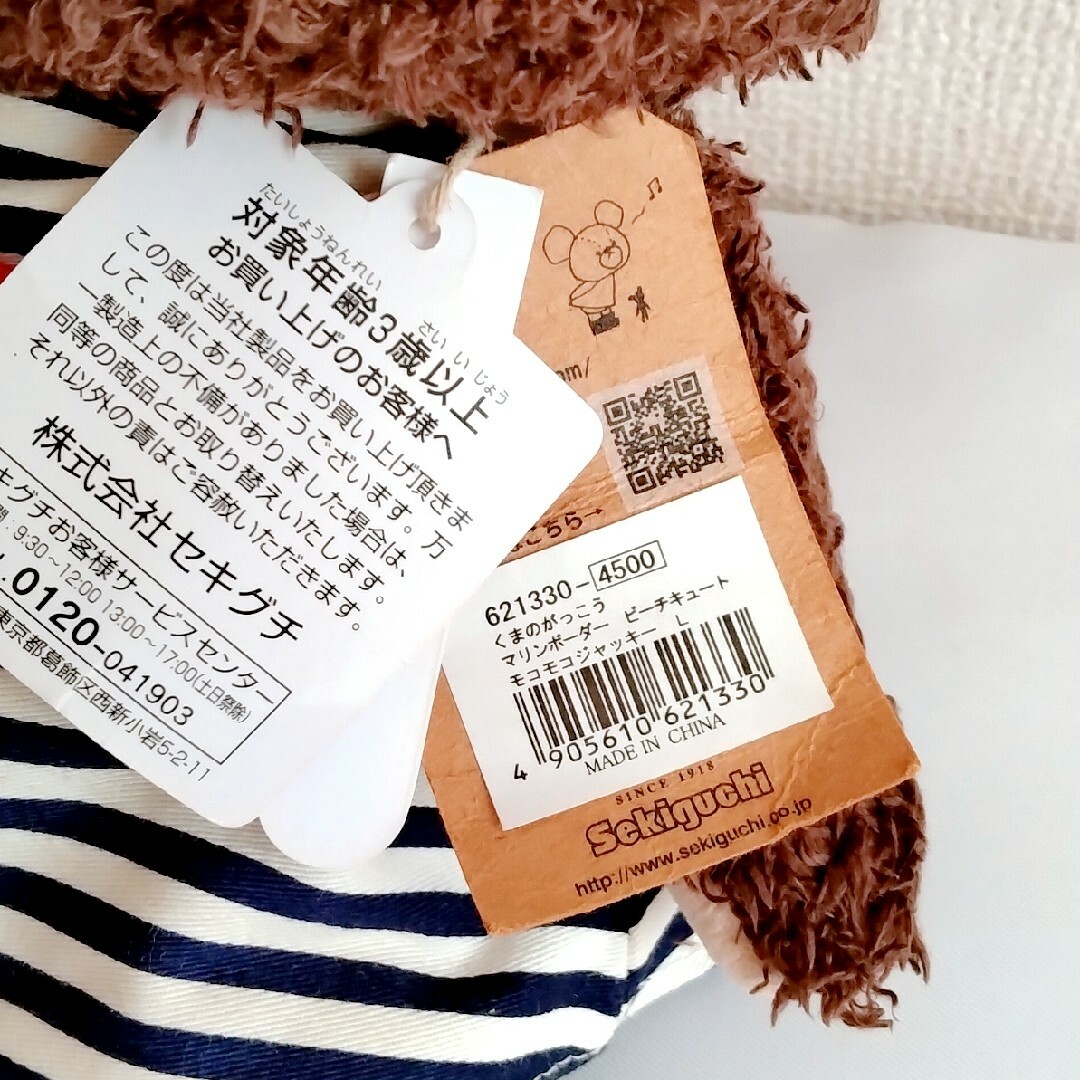 たいしょうねんれい さいいじょう
対象年齢3歳以上
お買い上げのお客様へ
この度は当社製品をお買い上げ頂きま
して、誠にありがとうございます。万
一製造上の不備がありました場合は、
同等の商品とお取り替えいたします。
それ以外の責はご容赦いただきます。
株式会社セキグチ
キグチお客様サービスセンター
: 9:30~12:00 13:00~17:00(土日祭除)
0120-041903
東京都葛飾区西新小岩5-2-11
m/
こちら→
621330-4500
くまのがっこう
マリンボーダー ピーチキュート
モコモコジャッキー L
4 905610 621330
MADE IN CHINA
SINCE 1918
Sekiguchi
http://www.sekiguchi.co.jp